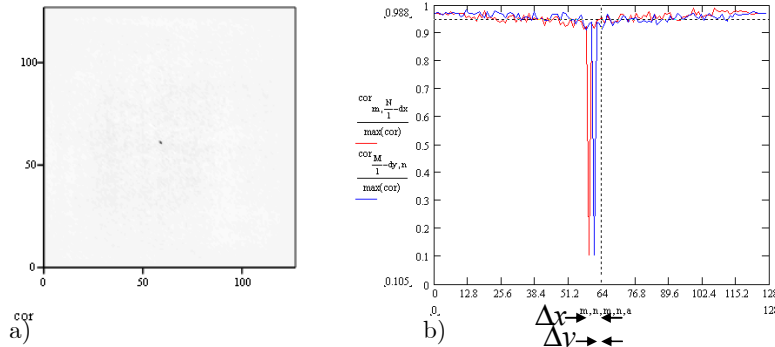 120
100
50
0
0
50
100
cor
a)
0.988
1
0.9
0.8
0.7
0.6
0.5
0.4
0.3
0.2
0.1
0
0.105
cor m, N/1 -dx
max(cor)
cor M/1 -dy,n
max(cor)
0 12.8 25.6 38.4 51.2 64 76.8 89.6 102.4 115.2 128
0 m,n,m,n,a 128
b)
Δx
Δy